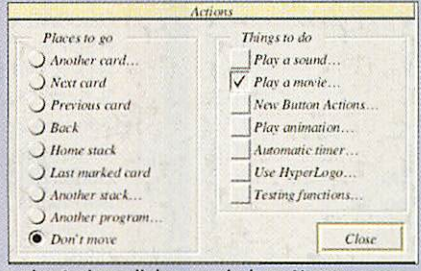 Actions
Places to go
Another card...
Next card
Previous card
Back
Home stack
Last marked card
Another stack...
Another program...
Don't move
Things to do
Play a sound...
Play a movie...
New Button Actions...
Play animation...
Automatic timer...
Use HyperLogo...
Testing functions...
Close